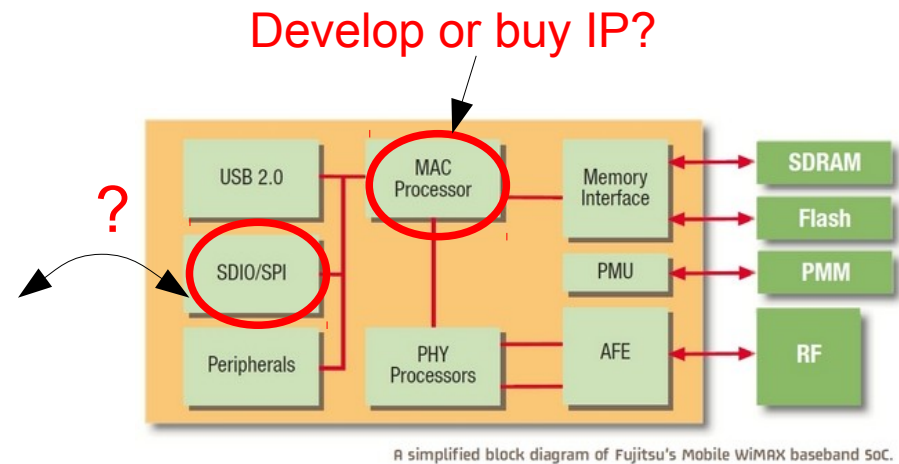 Develop or buy IP?
?
USB 2.0
MAC
Processor
Memory
Interface
SDRAM
Flash
SDIO/SPI
PMU
PMM
Peripherals
PHY
Processors
AFE
RF
A simplified block diagram of Fujitsu's Mobile WiMAX baseband SoC.